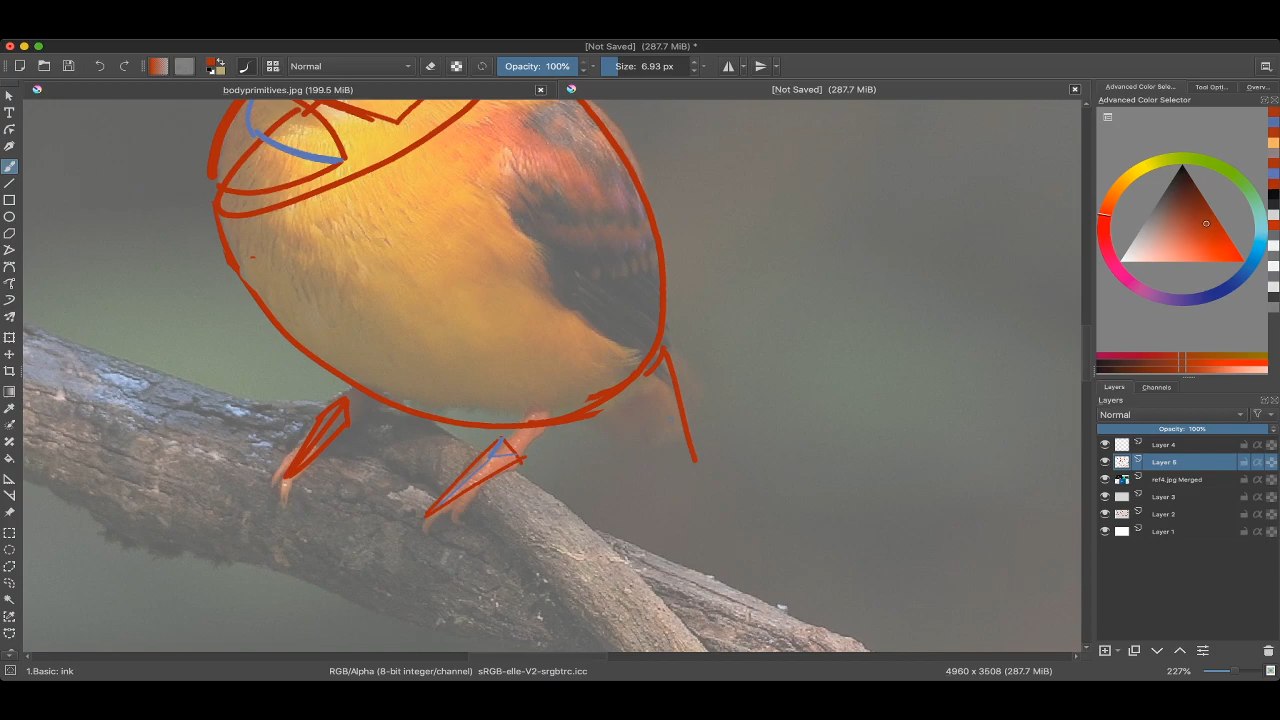 [Not Saved] (287.7 MiB) *
Normal
Opacity: 100%
Size: 6.93 px
bodyprimitives.jpg (199.5 MiB)
[Not Saved] (287.7 MiB)
Advanced Color Selec...
Tool Opti...
Overv...
Advanced Color Selector
Layers
Channels
Layers
Normal
Opacity: 100%
Layer 4
Layer 5
ref4.jpg Merged
Layer 3
Layer 2
Layer 1
1.Basic: ink
RGB/Alpha (8-bit integer/channel) sRGB-elle-V2-srgbtrc.icc
4960 x 3508 (287.7 MiB)
227%